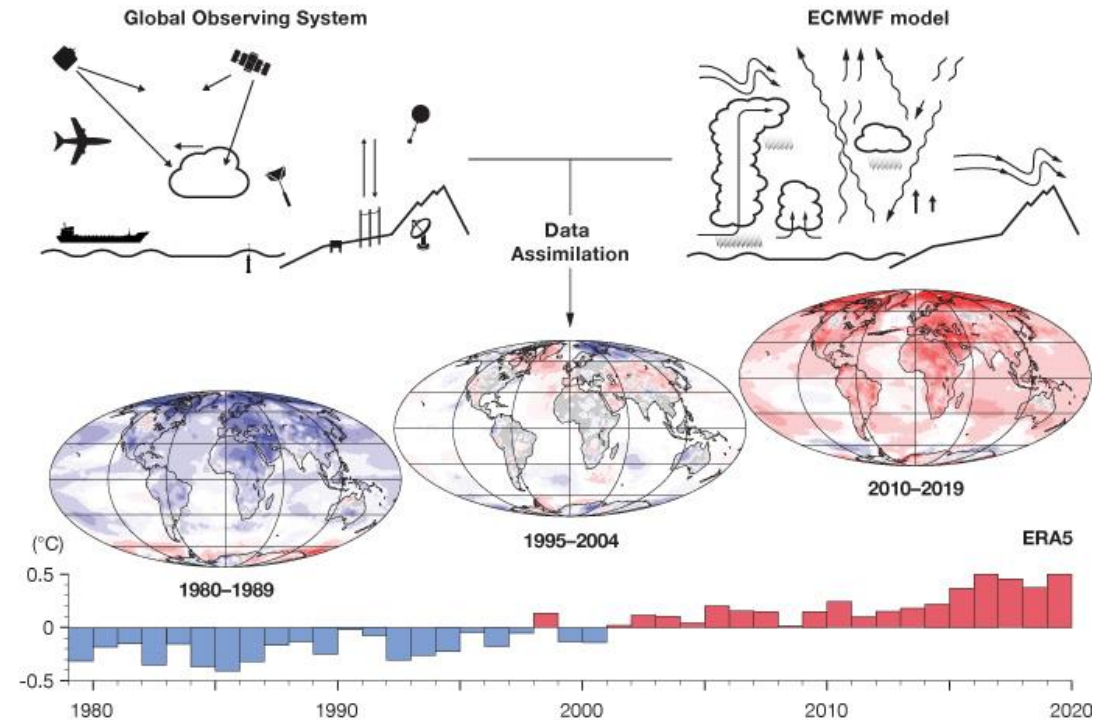 Global Observing System
ECMWF model
Data
Assimilation
2010–2019
1995–2004
ERA5
(°C)
1980–1989
0.5
0
-0.5
1980
1990
2000
2010
2020